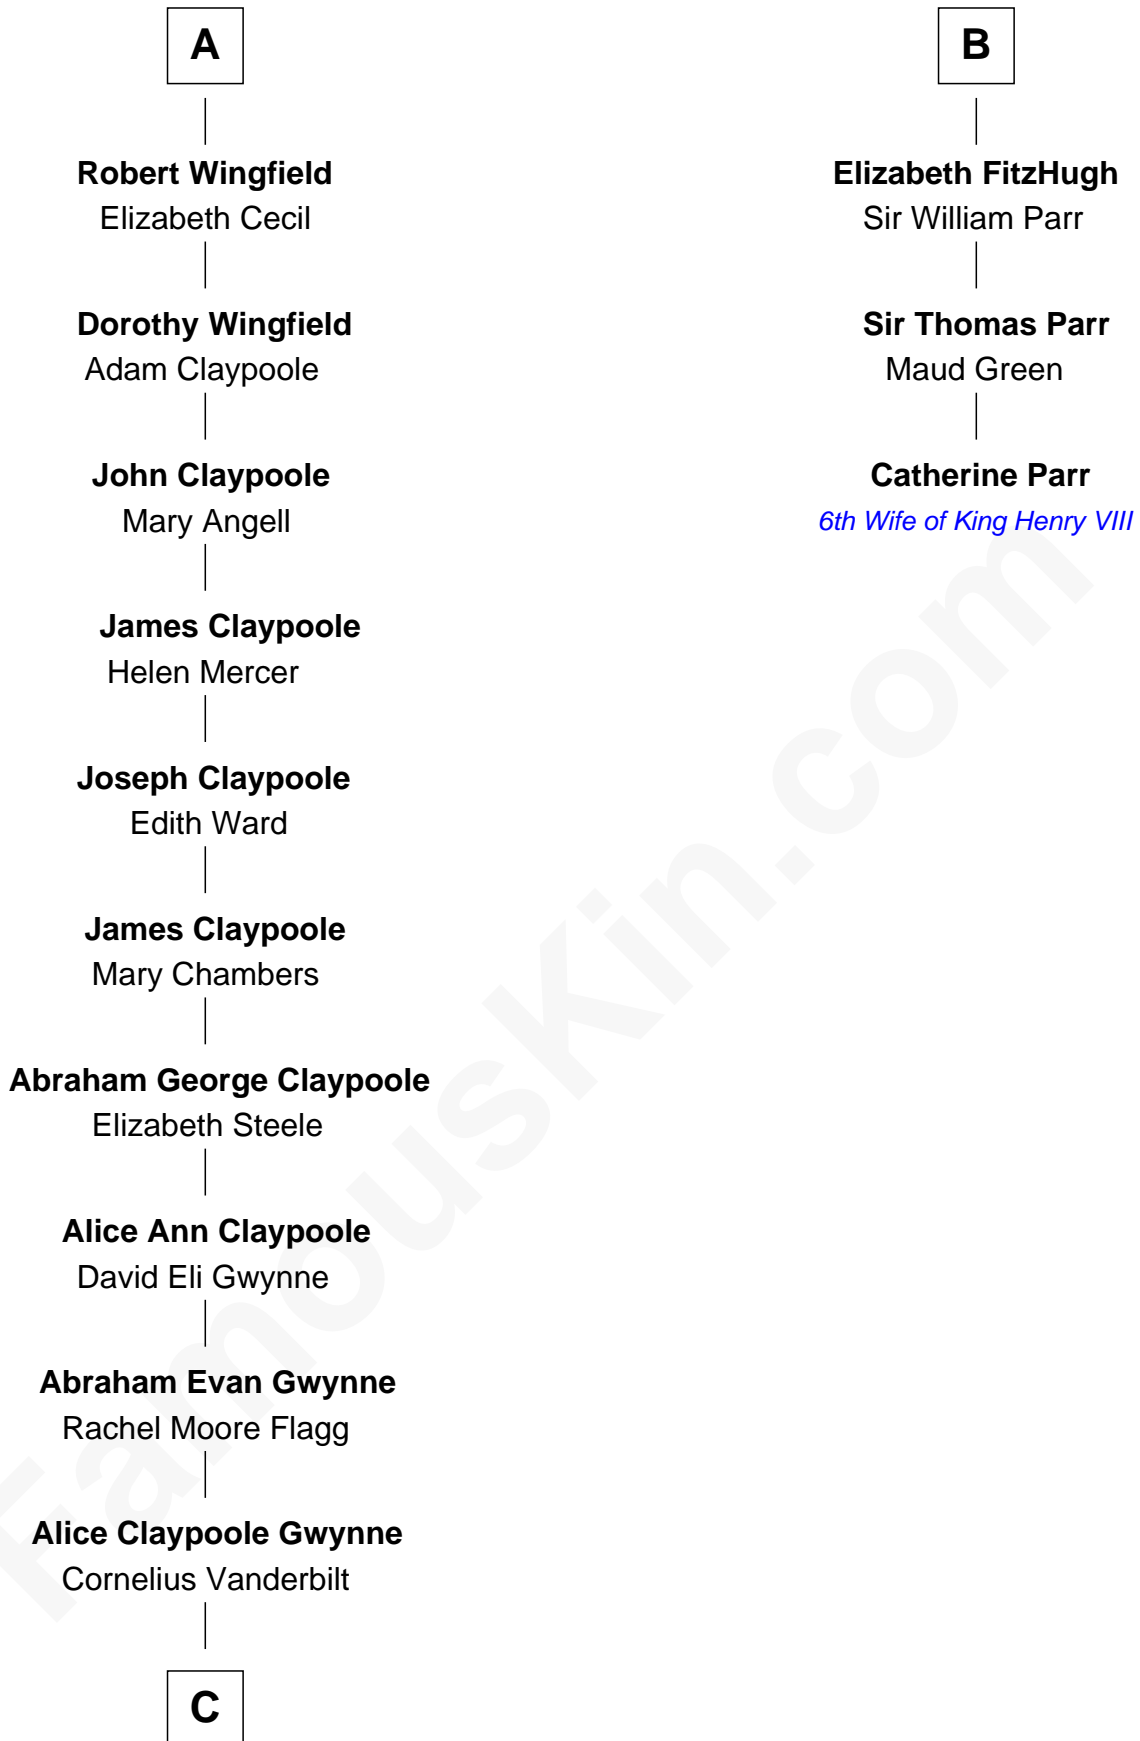 A
Robert Wingfield
Elizabeth Cecil
Dorothy Wingfield
Adam Claypoole
John Claypoole
Mary Angell
James Claypoole
Helen Mercer
Joseph Claypoole
Edith Ward
James Claypoole
Mary Chambers
Abraham George Claypoole
Elizabeth Steele
Alice Ann Claypoole
David Eli Gwynne
Abraham Evan Gwynne
Rachel Moore Flagg
Alice Claypoole Gwynne
Cornelius Vanderbilt
C
B
Elizabeth FitzHugh
Sir William Parr
Sir Thomas Parr
Maud Green
Catherine Parr
6th Wife of King Henry VIII
FamousKin.com